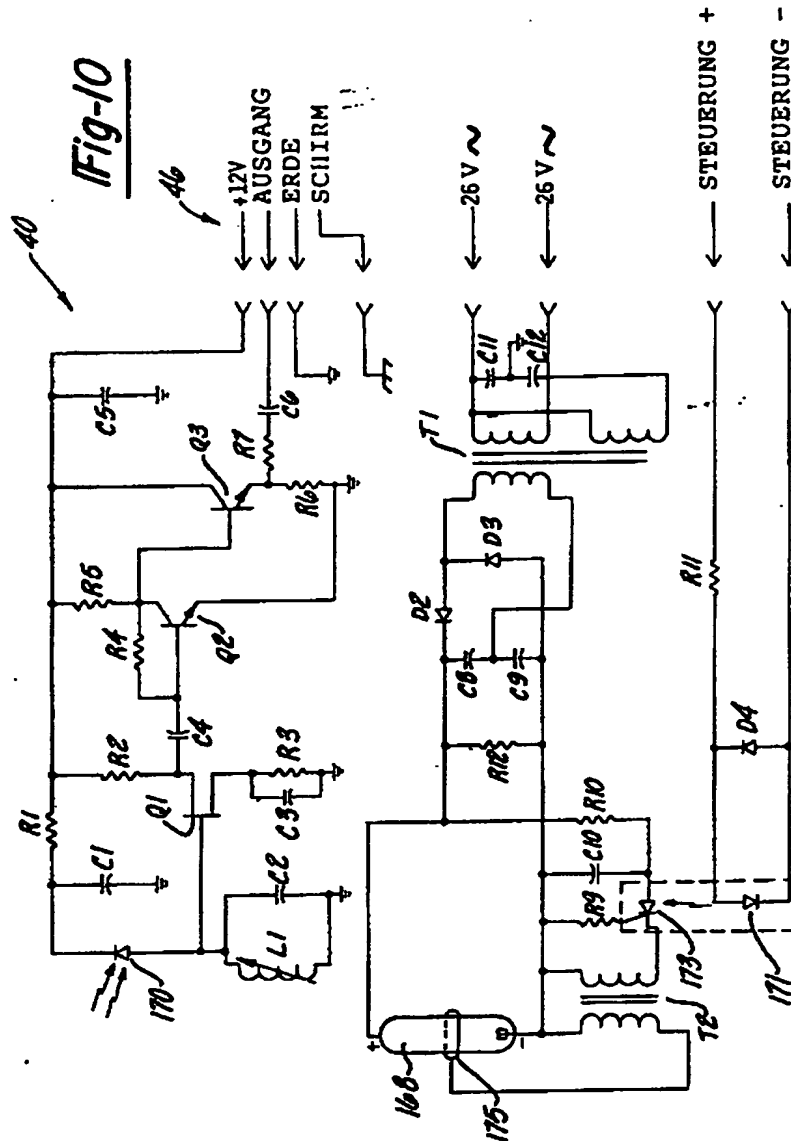 Fig-10
40
46
+12V
AUSGANG
ERDE
SCHIRM
R1
C1
R2
R4
R5
C5
Q3
Q2
R7
C6
R6
Q1
C4
C3
R3
170
L1
C2
T1
26 V ~
26 V ~
C11
C12
D2
D3
C8
C9
R12
R10
C10
R9
168
175
T2
173
171
R11
D4
STEUERUNG +
STEUERUNG -
+
-